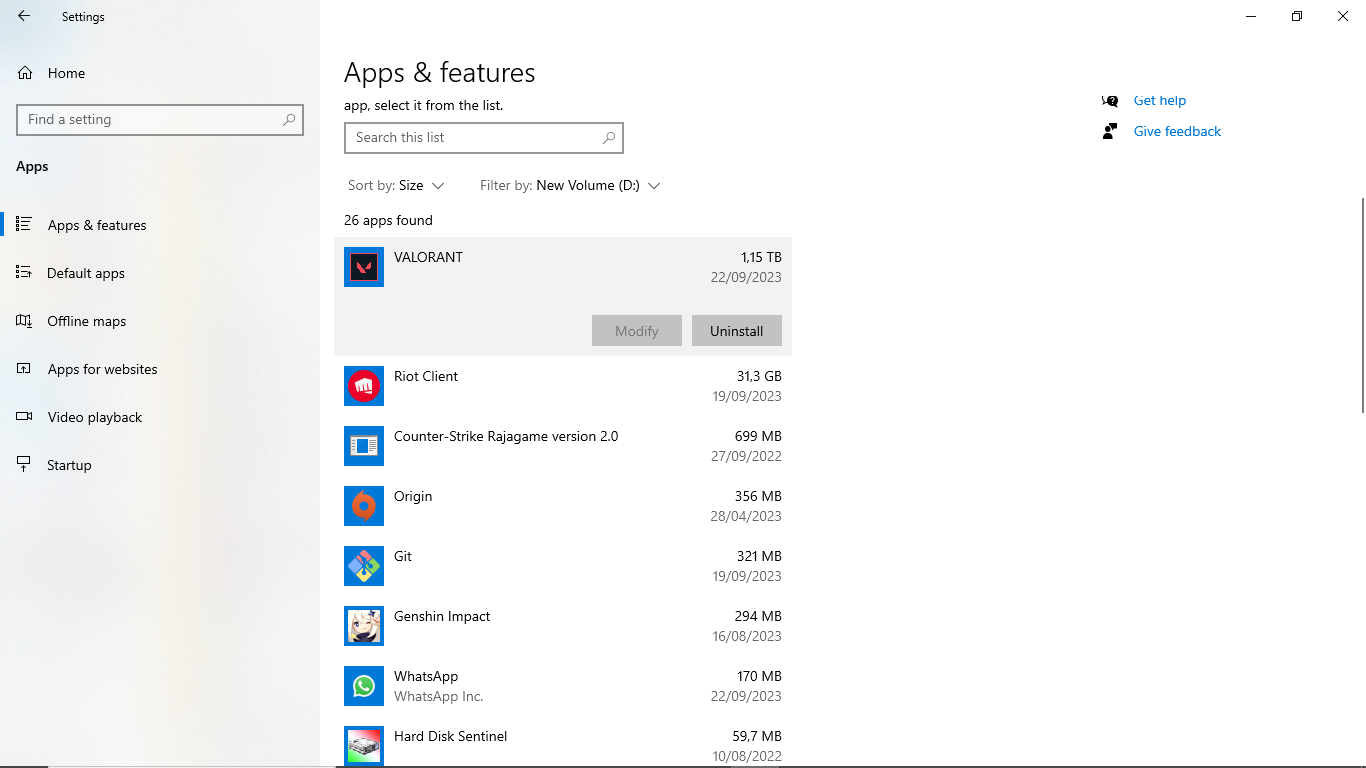 Settings
Home
Find a setting
Apps
Apps & features
Default apps
Offline maps
Apps for websites
Video playback
Startup
Apps & features
app, select it from the list.
Search this list
Sort by: Size
Filter by: New Volume (D:)
26 apps found
VALORANT 1,15 TB
22/09/2023
Modify Uninstall
Riot Client 31,3 GB
19/09/2023
Counter-Strike Rajagame version 2.0 699 MB
27/09/2022
Origin 356 MB
28/04/2023
Git 321 MB
19/09/2023
Genshin Impact 294 MB
16/08/2023
WhatsApp 170 MB
WhatsApp Inc. 22/09/2023
Hard Disk Sentinel 59,7 MB
10/08/2022
Get help
Give feedback